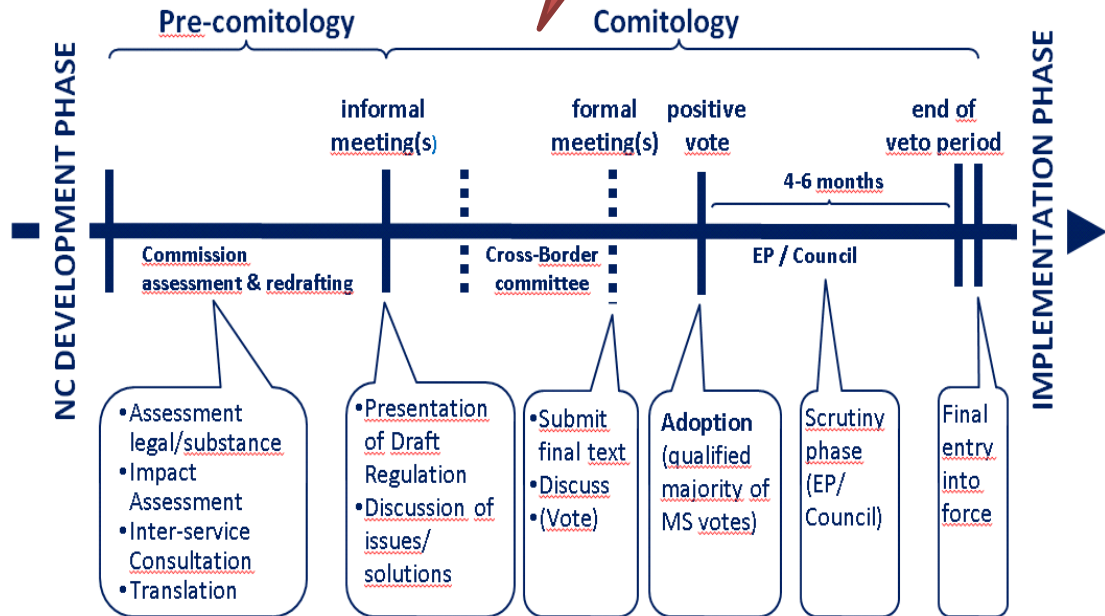 Pre-comitology
Comitology
NC DEVELOPMENT PHASE
IMPLEMENTATION PHASE
informal
meeting(s)
formal
meeting(s)
positive
vote
end of
veto period
4-6 months
Commission
assessment & redrafting
Cross-Border
committee
EP / Council
•Assessment
legal/substance
•Impact
Assessment
•Inter-service
Consultation
•Translation
•Presentation
of Draft
Regulation
•Discussion of
issues/
solutions
•Submit
final text
•Discuss
•(Vote)
Adoption
(qualified
majority of
MS votes)
Scrutiny
phase
(EP/
Council)
Final
entry
into
force